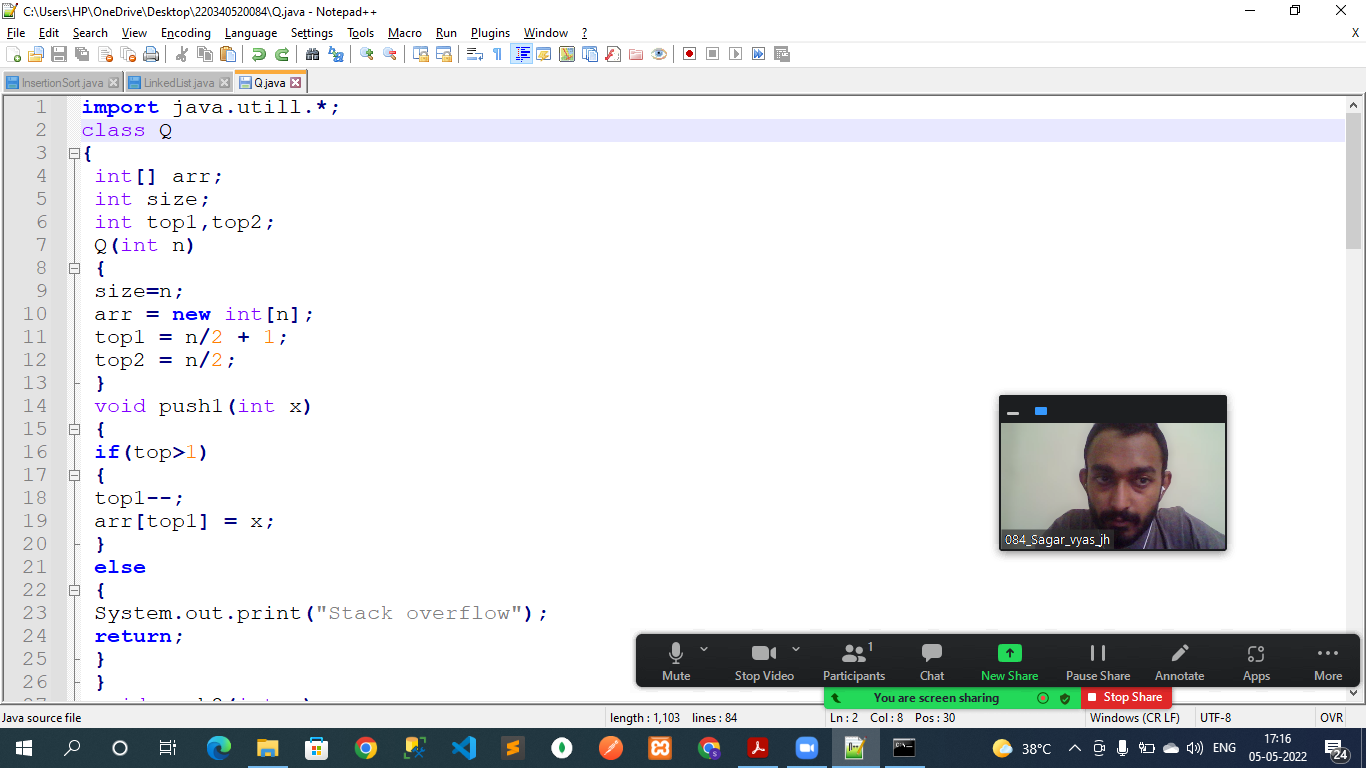 C:\Users\HP\OneDrive\Desktop\220340520084\Q.java - Notepad++
File Edit Search View Encoding Language Settings Tools Macro Run Plugins Window ? X
InsertionSort.java LinkedList.java Q.java
1 import java.utill.*;
2 class Q
3 {
4 int[] arr;
5 int size;
6 int top1,top2;
7 Q(int n)
8 {
9 size=n;
10 arr = new int[n];
11 top1 = n/2 + 1;
12 top2 = n/2;
13 }
14 void push1(int x)
15 {
16 if(top>1)
17 {
18 top1--;
19 arr[top1] = x;
20 }
21 else
22 {
23 System.out.print("Stack overflow");
24 return;
25 }
26 }
084_Sagar_vyas_jh
1
Mute Stop Video Participants Chat New Share Pause Share Annotate Apps More
You are screen sharing Stop Share
Java source file length : 1,103 lines : 84 Ln : 2 Col : 8 Pos : 30 Windows (CR LF) UTF-8 OVR
38°C ENG 17:16
05-05-2022 24